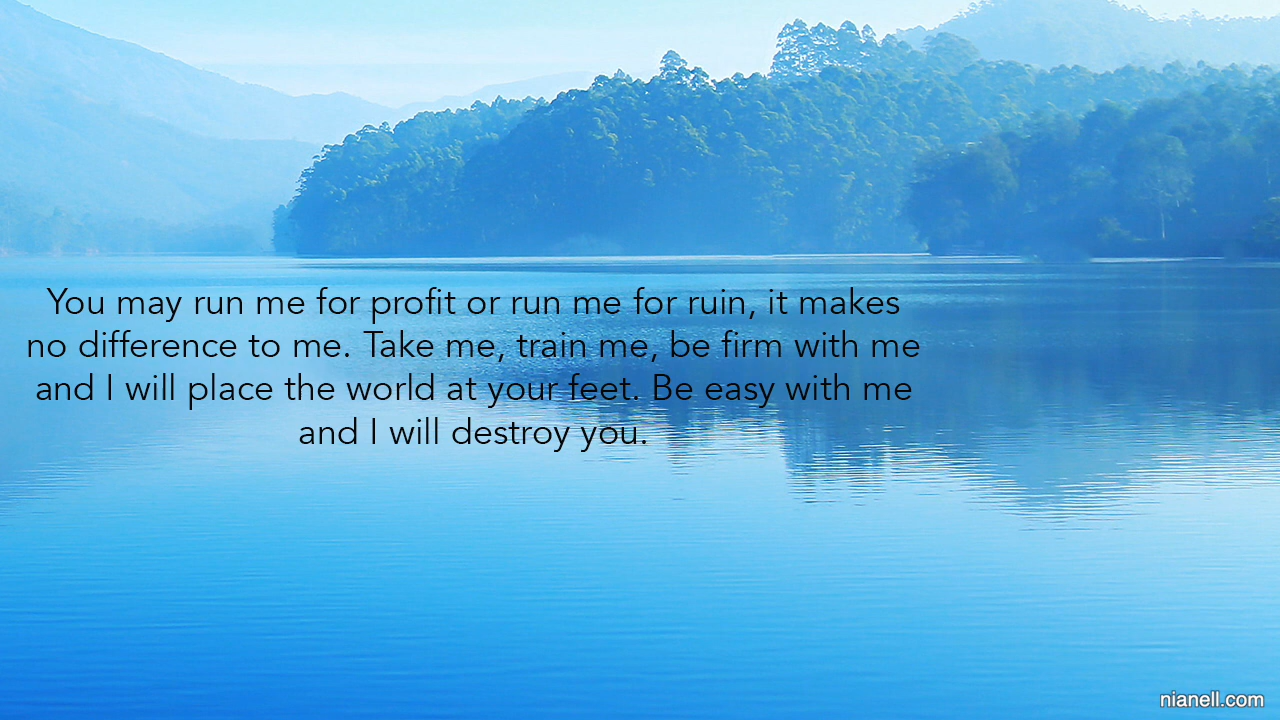 You may run me for profit or run me for ruin, it makes
no difference to me. Take me, train me, be firm with me
and I will place the world at your feet. Be easy with me
and I will destroy you.
nianell.com